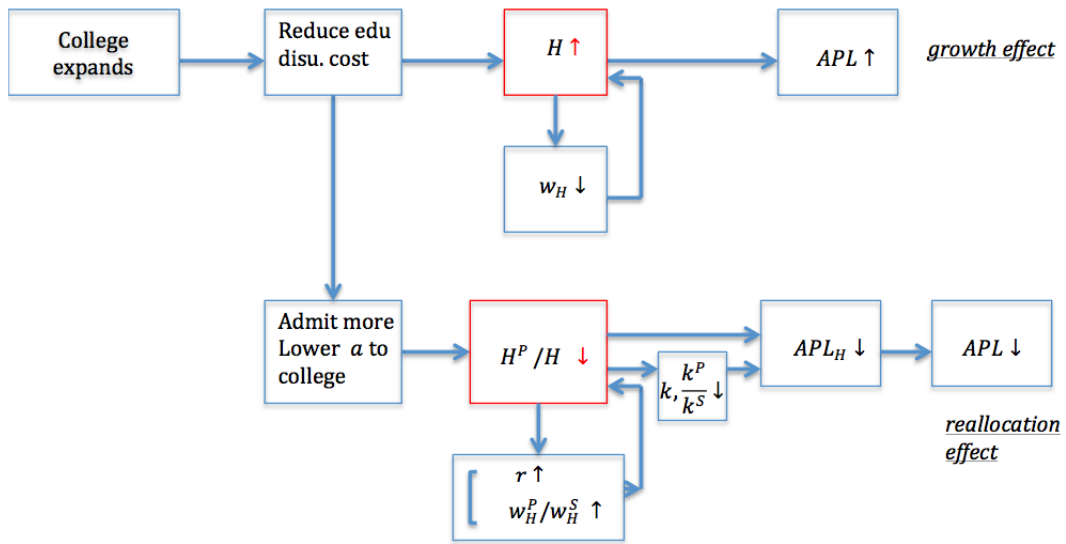 College
expands
Reduce edu
disu. cost
H ↑
APL ↑
growth effect
w_H ↓
Admit more
Lower a to
college
H^P /H ↓
k, k^P/k^S ↓
APL_H ↓
APL ↓
reallocation
effect
r ↑
w_H^P/w_H^S ↑